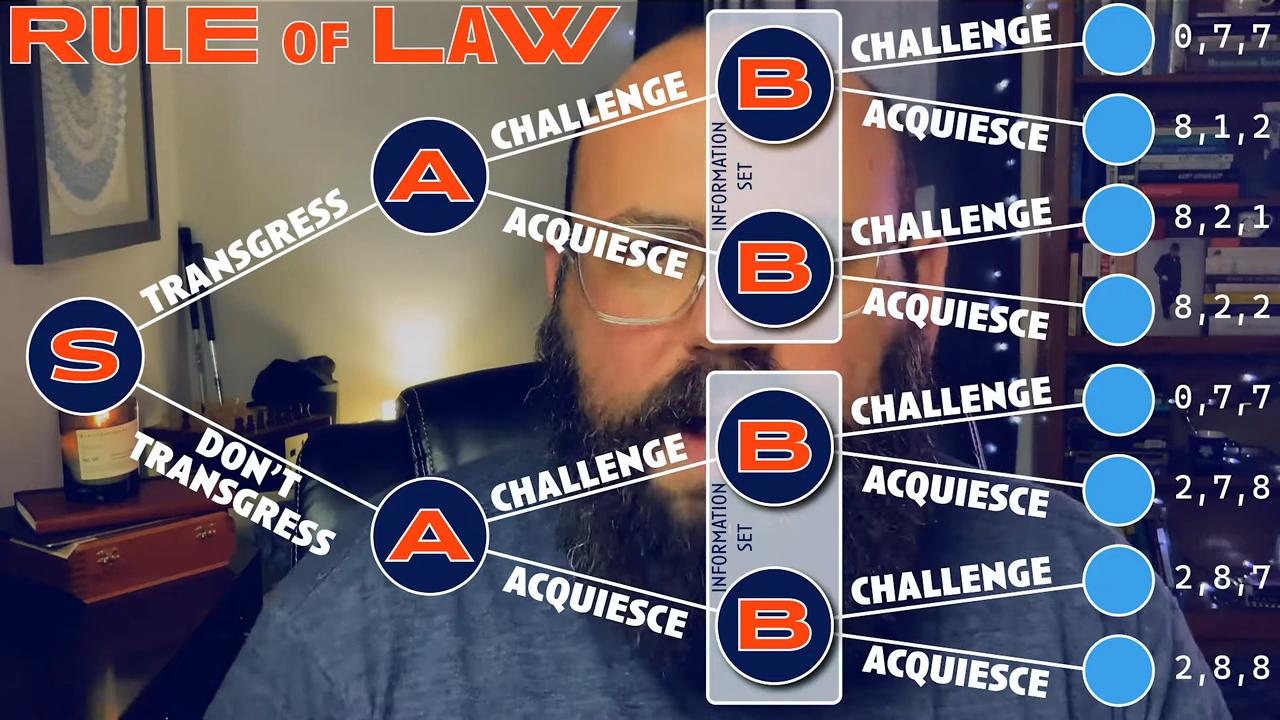 RULE OF LAW
S
TRANSGRESS
DON'T
TRANSGRESS
A
CHALLENGE
ACQUIESCE
A
CHALLENGE
ACQUIESCE
INFORMATION
SET
B
CHALLENGE
0,7,7
ACQUIESCE
8,1,2
B
CHALLENGE
8,2,1
ACQUIESCE
8,2,2
INFORMATION
SET
B
CHALLENGE
0,7,7
ACQUIESCE
2,7,8
B
CHALLENGE
2,8,7
ACQUIESCE
2,8,8